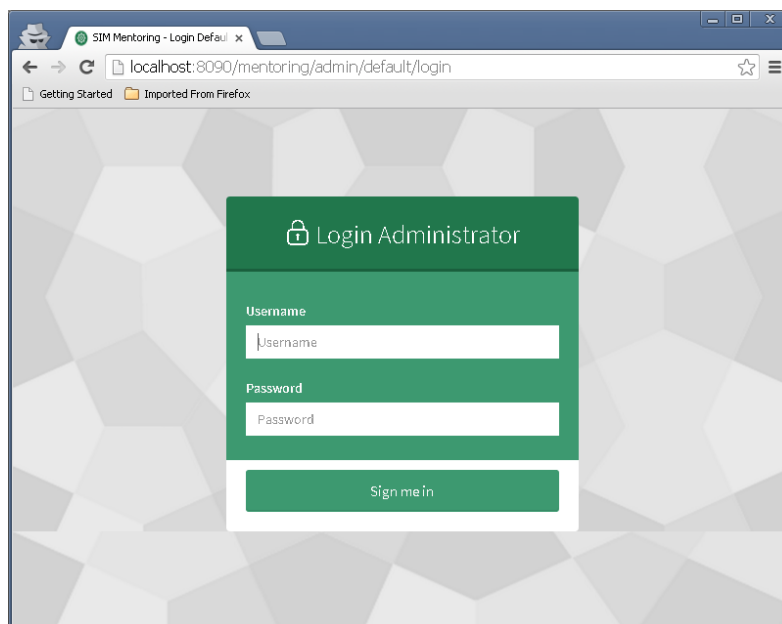 SIM Mentoring - Login Defaul
localhost:8090/mentoring/admin/default/login
Getting Started Imported From Firefox
Login Administrator
Username
Username
Password
Password
Sign me in